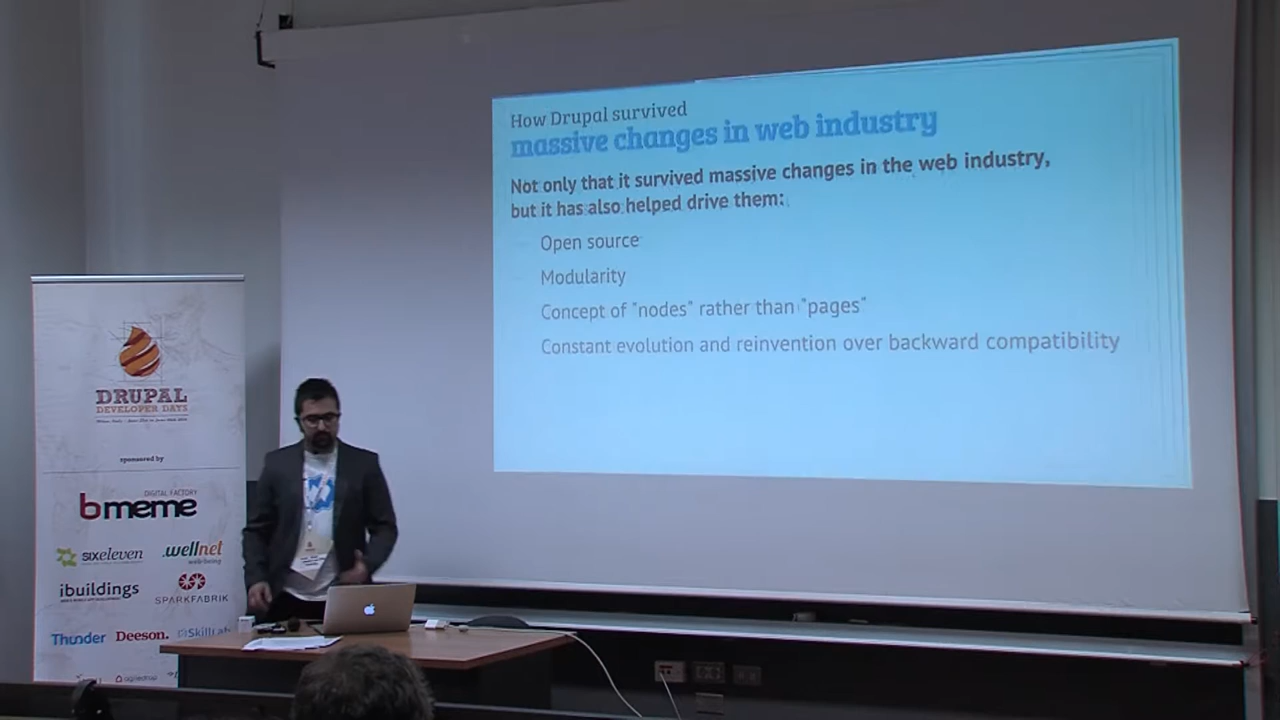 How Drupal survived
massive changes in web industry
Not only that it survived massive changes in the web industry,
but it has also helped drive them:
Open source
Modularity
Concept of "nodes" rather than "pages"
Constant evolution and reinvention over backward compatibility
DRUPAL
DEVELOPER DAYS
sponsored by
DIGITAL FACTORY
bmeme
SIXeleven
.wellnet
ibuildings
SPARKFABRIK
Thunder
Deeson.
SkillLab